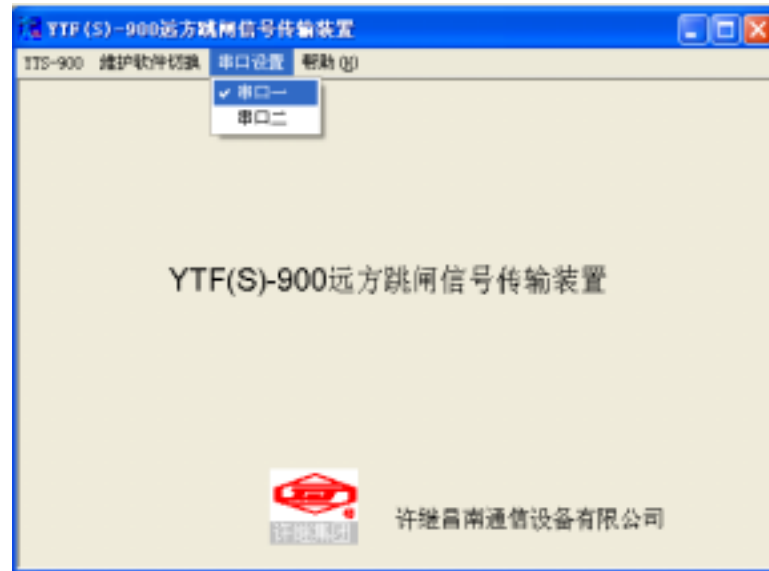 YTF(S)-900远方跳闸信号传输装置
YTS-900 维护软件切换 串口设置 帮助(H)
串口一
串口二
YTF(S)-900远方跳闸信号传输装置
许继集团
许继昌南通信设备有限公司